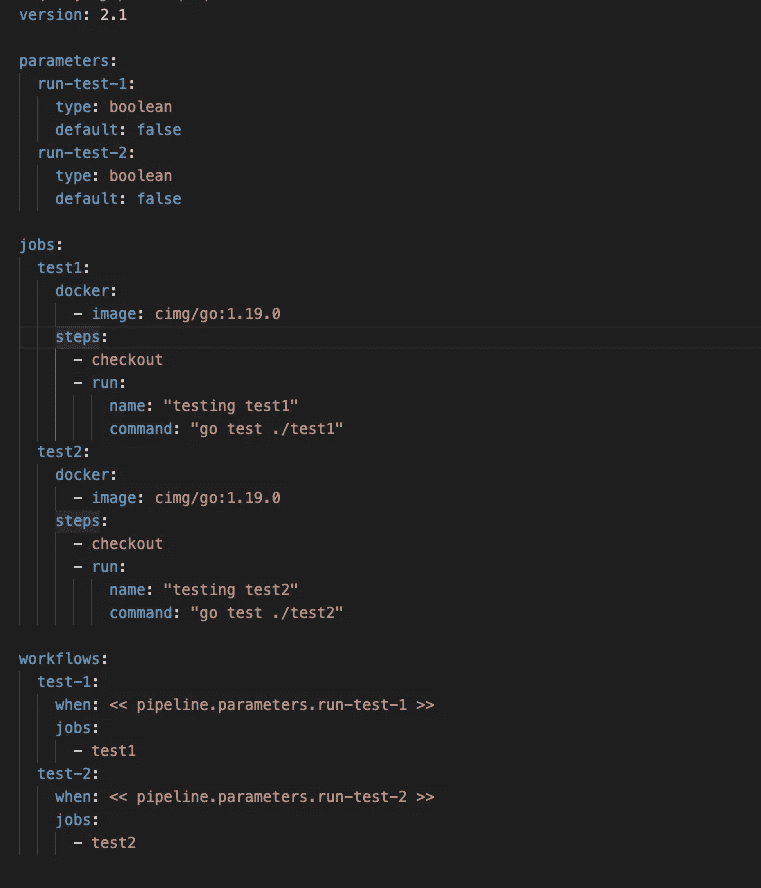 version: 2.1

parameters:
  run-test-1:
    type: boolean
    default: false
  run-test-2:
    type: boolean
    default: false

jobs:
  test1:
    docker:
      - image: cimg/go:1.19.0
    steps:
      - checkout
      - run:
          name: "testing test1"
          command: "go test ./test1"
  test2:
    docker:
      - image: cimg/go:1.19.0
    steps:
      - checkout
      - run:
          name: "testing test2"
          command: "go test ./test2"

workflows:
  test-1:
    when: << pipeline.parameters.run-test-1 >>
    jobs:
      - test1
  test-2:
    when: << pipeline.parameters.run-test-2 >>
    jobs:
      - test2